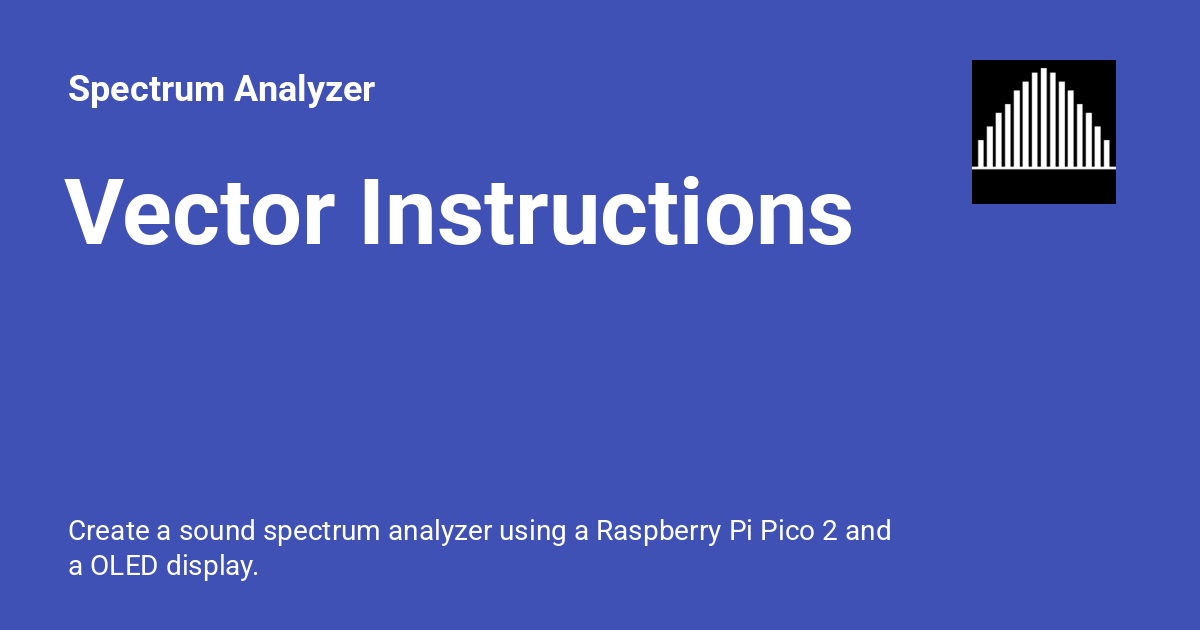 Spectrum Analyzer
Vector Instructions
Create a sound spectrum analyzer using a Raspberry Pi Pico 2 and
a OLED display.